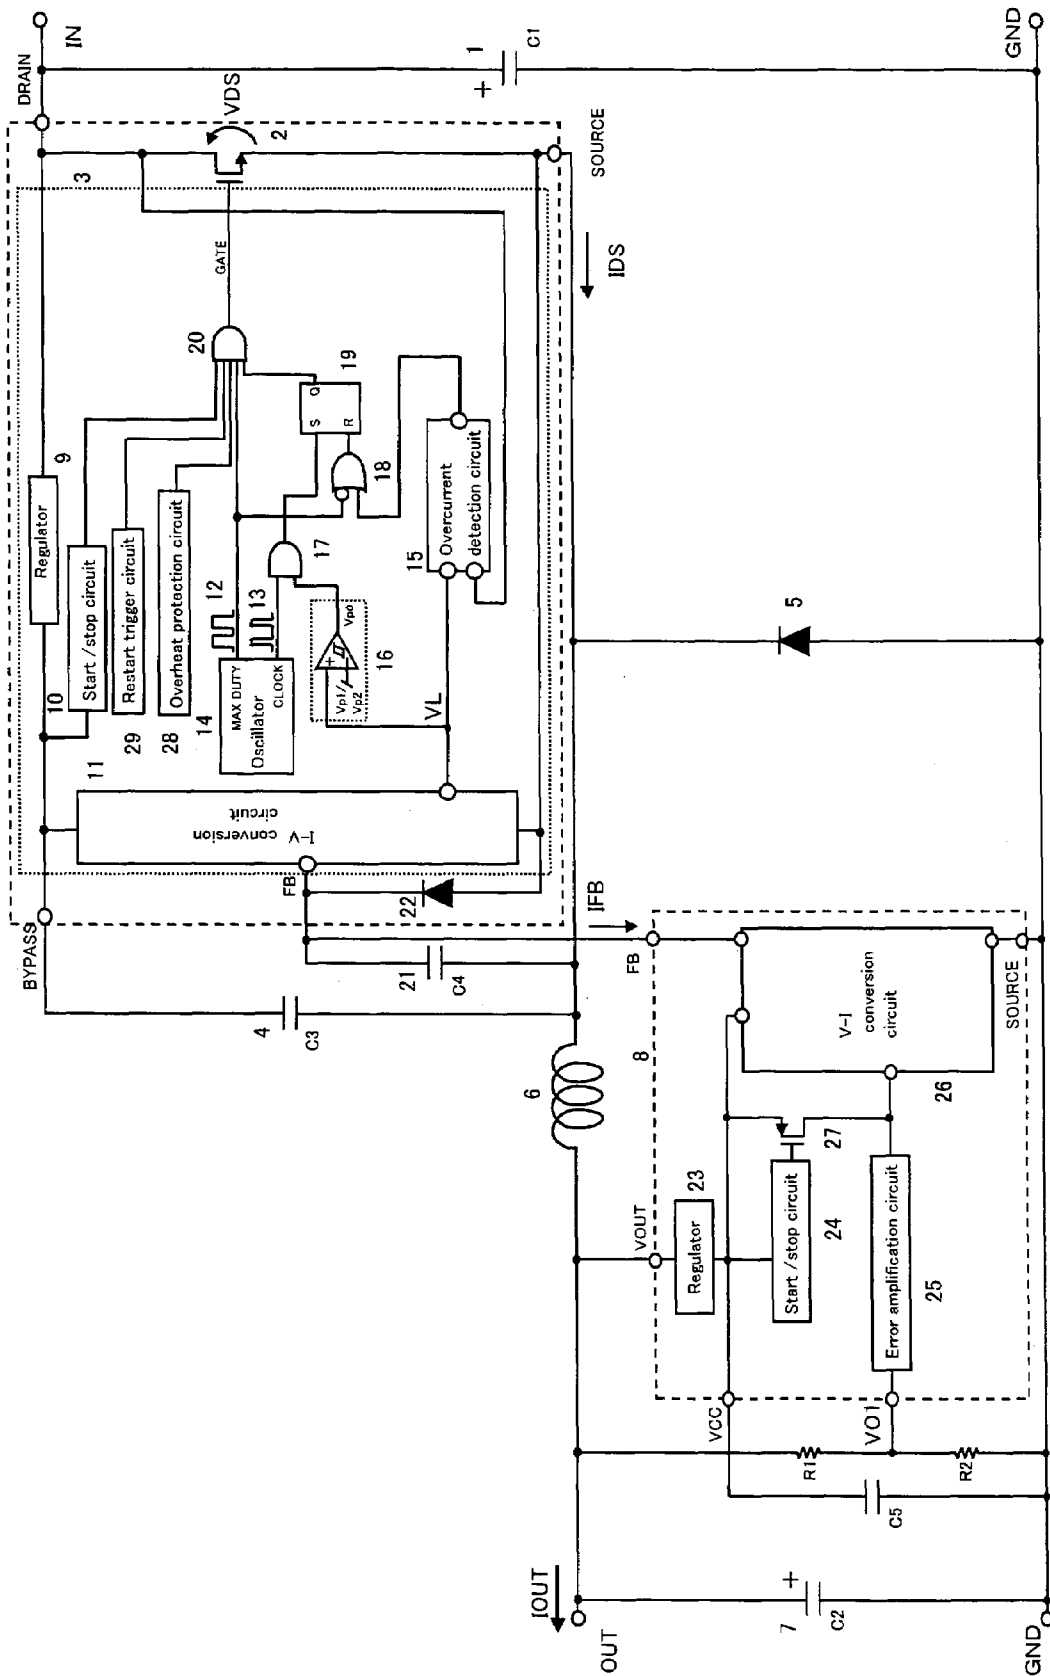 IN
DRAIN
1
+
C1
GND
VDS
2
3
SOURCE
IDS
GATE
9
Regulator
10
Start /stop circuit
Restart trigger circuit
29
Overheat protection circuit
28
20
12
13
14
MAX DUTY
Oscillator
CLOCK
19
S
Q
R
18
17
15
Overcurrent
detection circuit
+
Vp1/
Vp2
Vpo
16
VL
11
I-V conversion
circuit
FB
22
BYPASS
21
C4
4
C3
5
IFB
6
8
FB
V-I
conversion
circuit
SOURCE
26
27
VOUT
23
Regulator
Start /stop circuit
24
Error amplification circuit
25
VCC
VO1
R1
R2
C5
IOUT
OUT
7
+
C2
GND